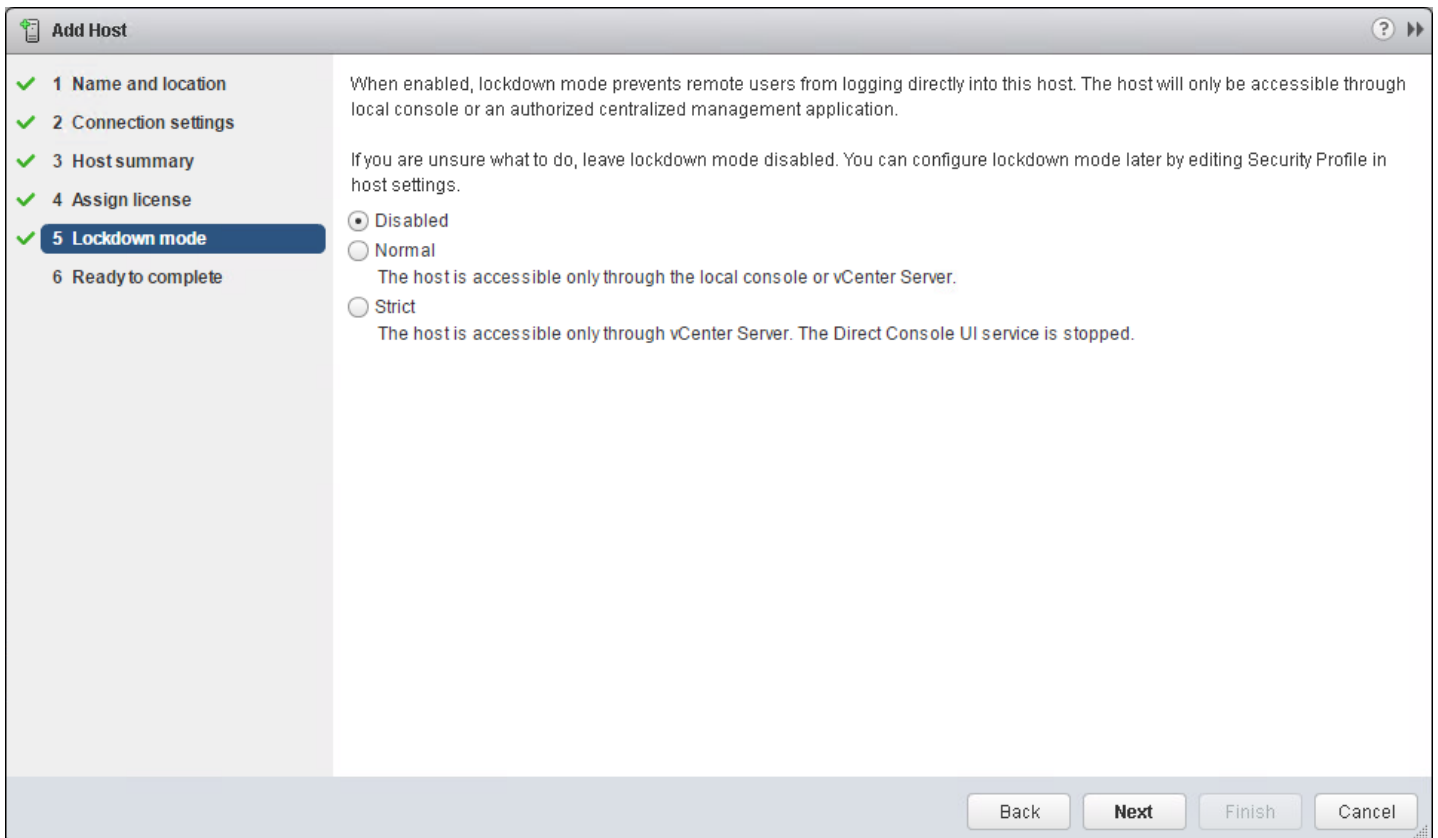 Add Host
?
1 Name and location
2 Connection settings
3 Host summary
4 Assign license
5 Lockdown mode
6 Ready to complete
When enabled, lockdown mode prevents remote users from logging directly into this host. The host will only be accessible through
local console or an authorized centralized management application.
If you are unsure what to do, leave lockdown mode disabled. You can configure lockdown mode later by editing Security Profile in
host settings.
Disabled
Normal
The host is accessible only through the local console or vCenter Server.
Strict
The host is accessible only through vCenter Server. The Direct Console UI service is stopped.
Back
Next
Finish
Cancel